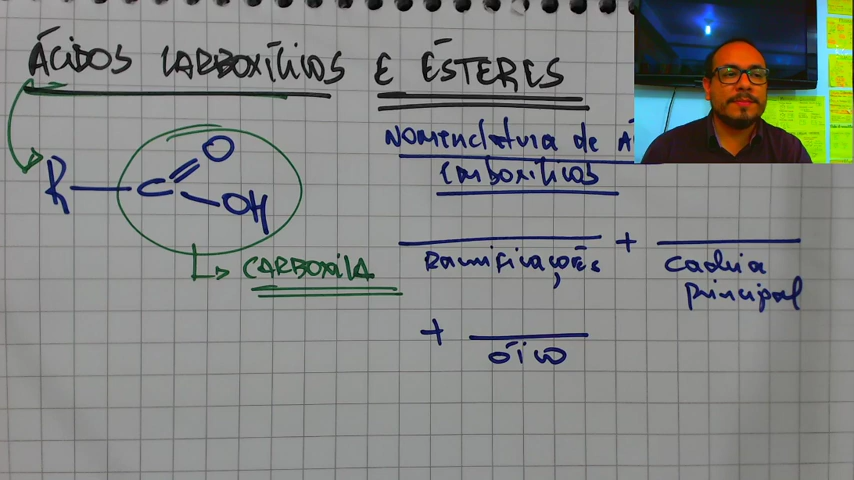 ÁCIDOS CARBOXÍLICOS E ÉSTERES
Nomenclatura de Á
Carboxílicos
R — C = O
OH
CARBOXILA
Ramificações + Cadeia
principal
+ ÓICO